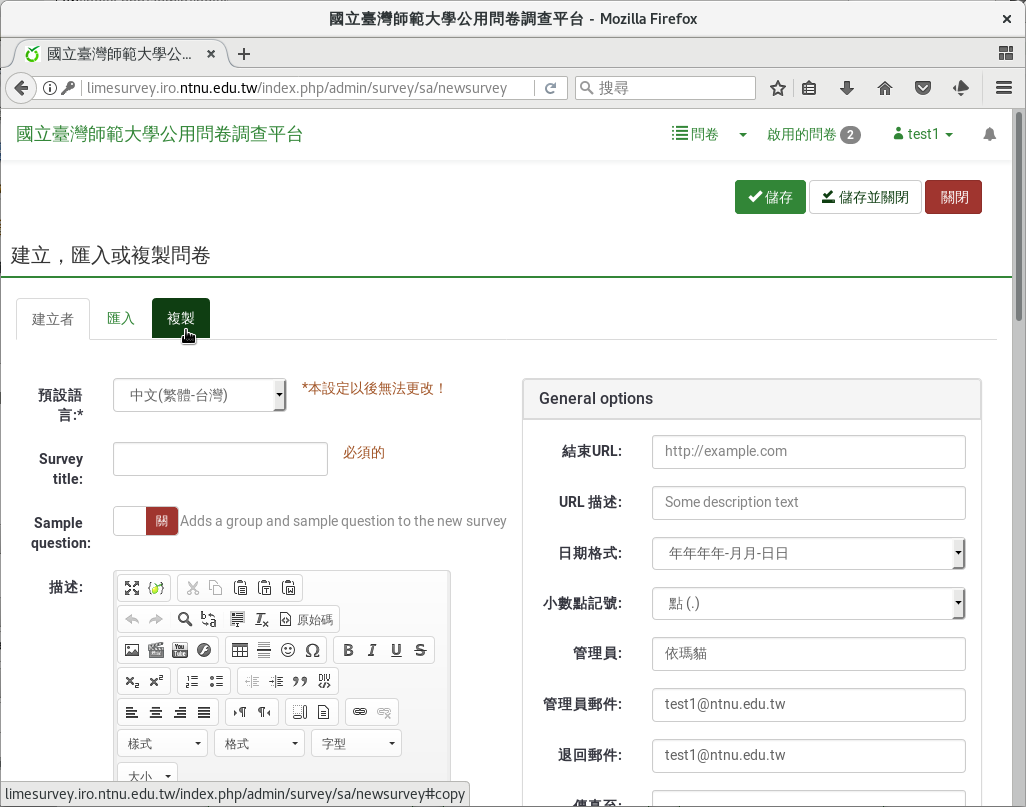 國立臺灣師範大學公用問卷調查平台 - Mozilla Firefox
國立臺灣師範大學公...
limesurvey.iro.ntnu.edu.tw/index.php/admin/survey/sa/newsurvey
搜尋
國立臺灣師範大學公用問卷調查平台
問卷
啟用的問卷 2
test1
儲存
儲存並關閉
關閉
建立，匯入或複製問卷
建立者
匯入
複製
預設語言:*
中文(繁體-台灣)
*本設定以後無法更改！
Survey title:
必須的
Sample question:
關
Adds a group and sample question to the new survey
描述:
原始碼
You Tube
B I U S
DIV
樣式
格式
字型
大小
General options
結束URL:
http://example.com
URL 描述:
Some description text
日期格式:
年年年年-月月-日日
小數點記號:
點 (.)
管理員:
依瑪貓
管理員郵件:
test1@ntnu.edu.tw
退回郵件:
test1@ntnu.edu.tw
傳真至:
limesurvey.iro.ntnu.edu.tw/index.php/admin/survey/sa/newsurvey#copy